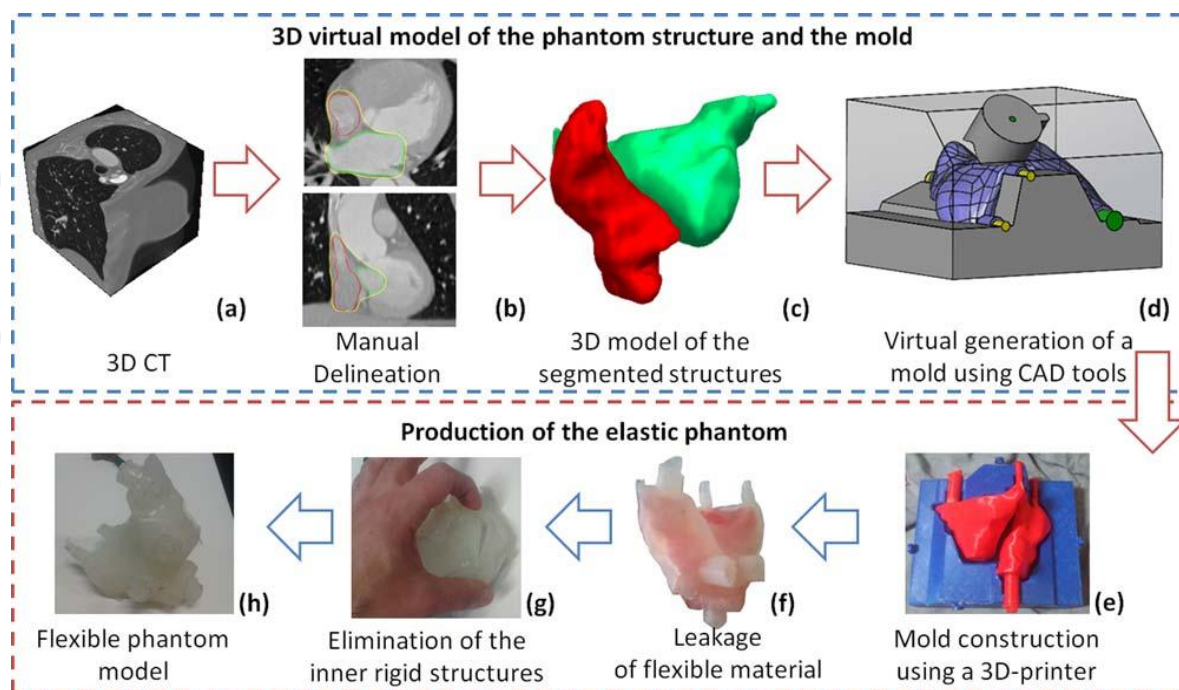 3D virtual model of the phantom structure and the mold
(a)
(b)
(c)
(d)
3D CT
Manual
Delineation
3D model of the
segmented structures
Virtual generation of a
mold using CAD tools
Production of the elastic phantom
(h)
(g)
(f)
(e)
Flexible phantom
model
Elimination of the
inner rigid structures
Leakage
of flexible material
Mold construction
using a 3D-printer